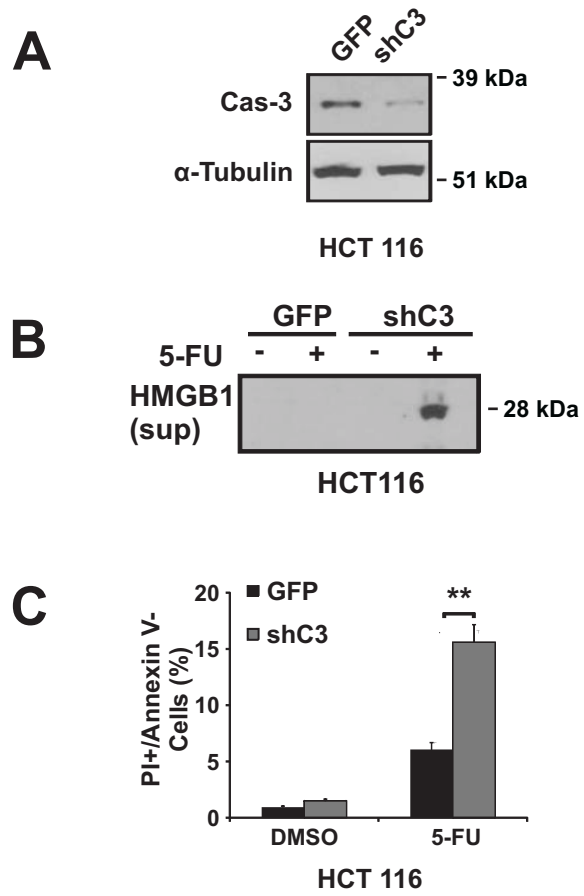 A
GFP shC3
Cas-3
39 kDa
α-Tubulin
51 kDa
HCT 116
B
GFP shC3
5-FU - + - +
HMGB1
(sup)
28 kDa
HCT116
C
PI+/Annexin V-
Cells (%)
20
15
10
5
0
GFP
shC3
**
DMSO 5-FU
HCT 116